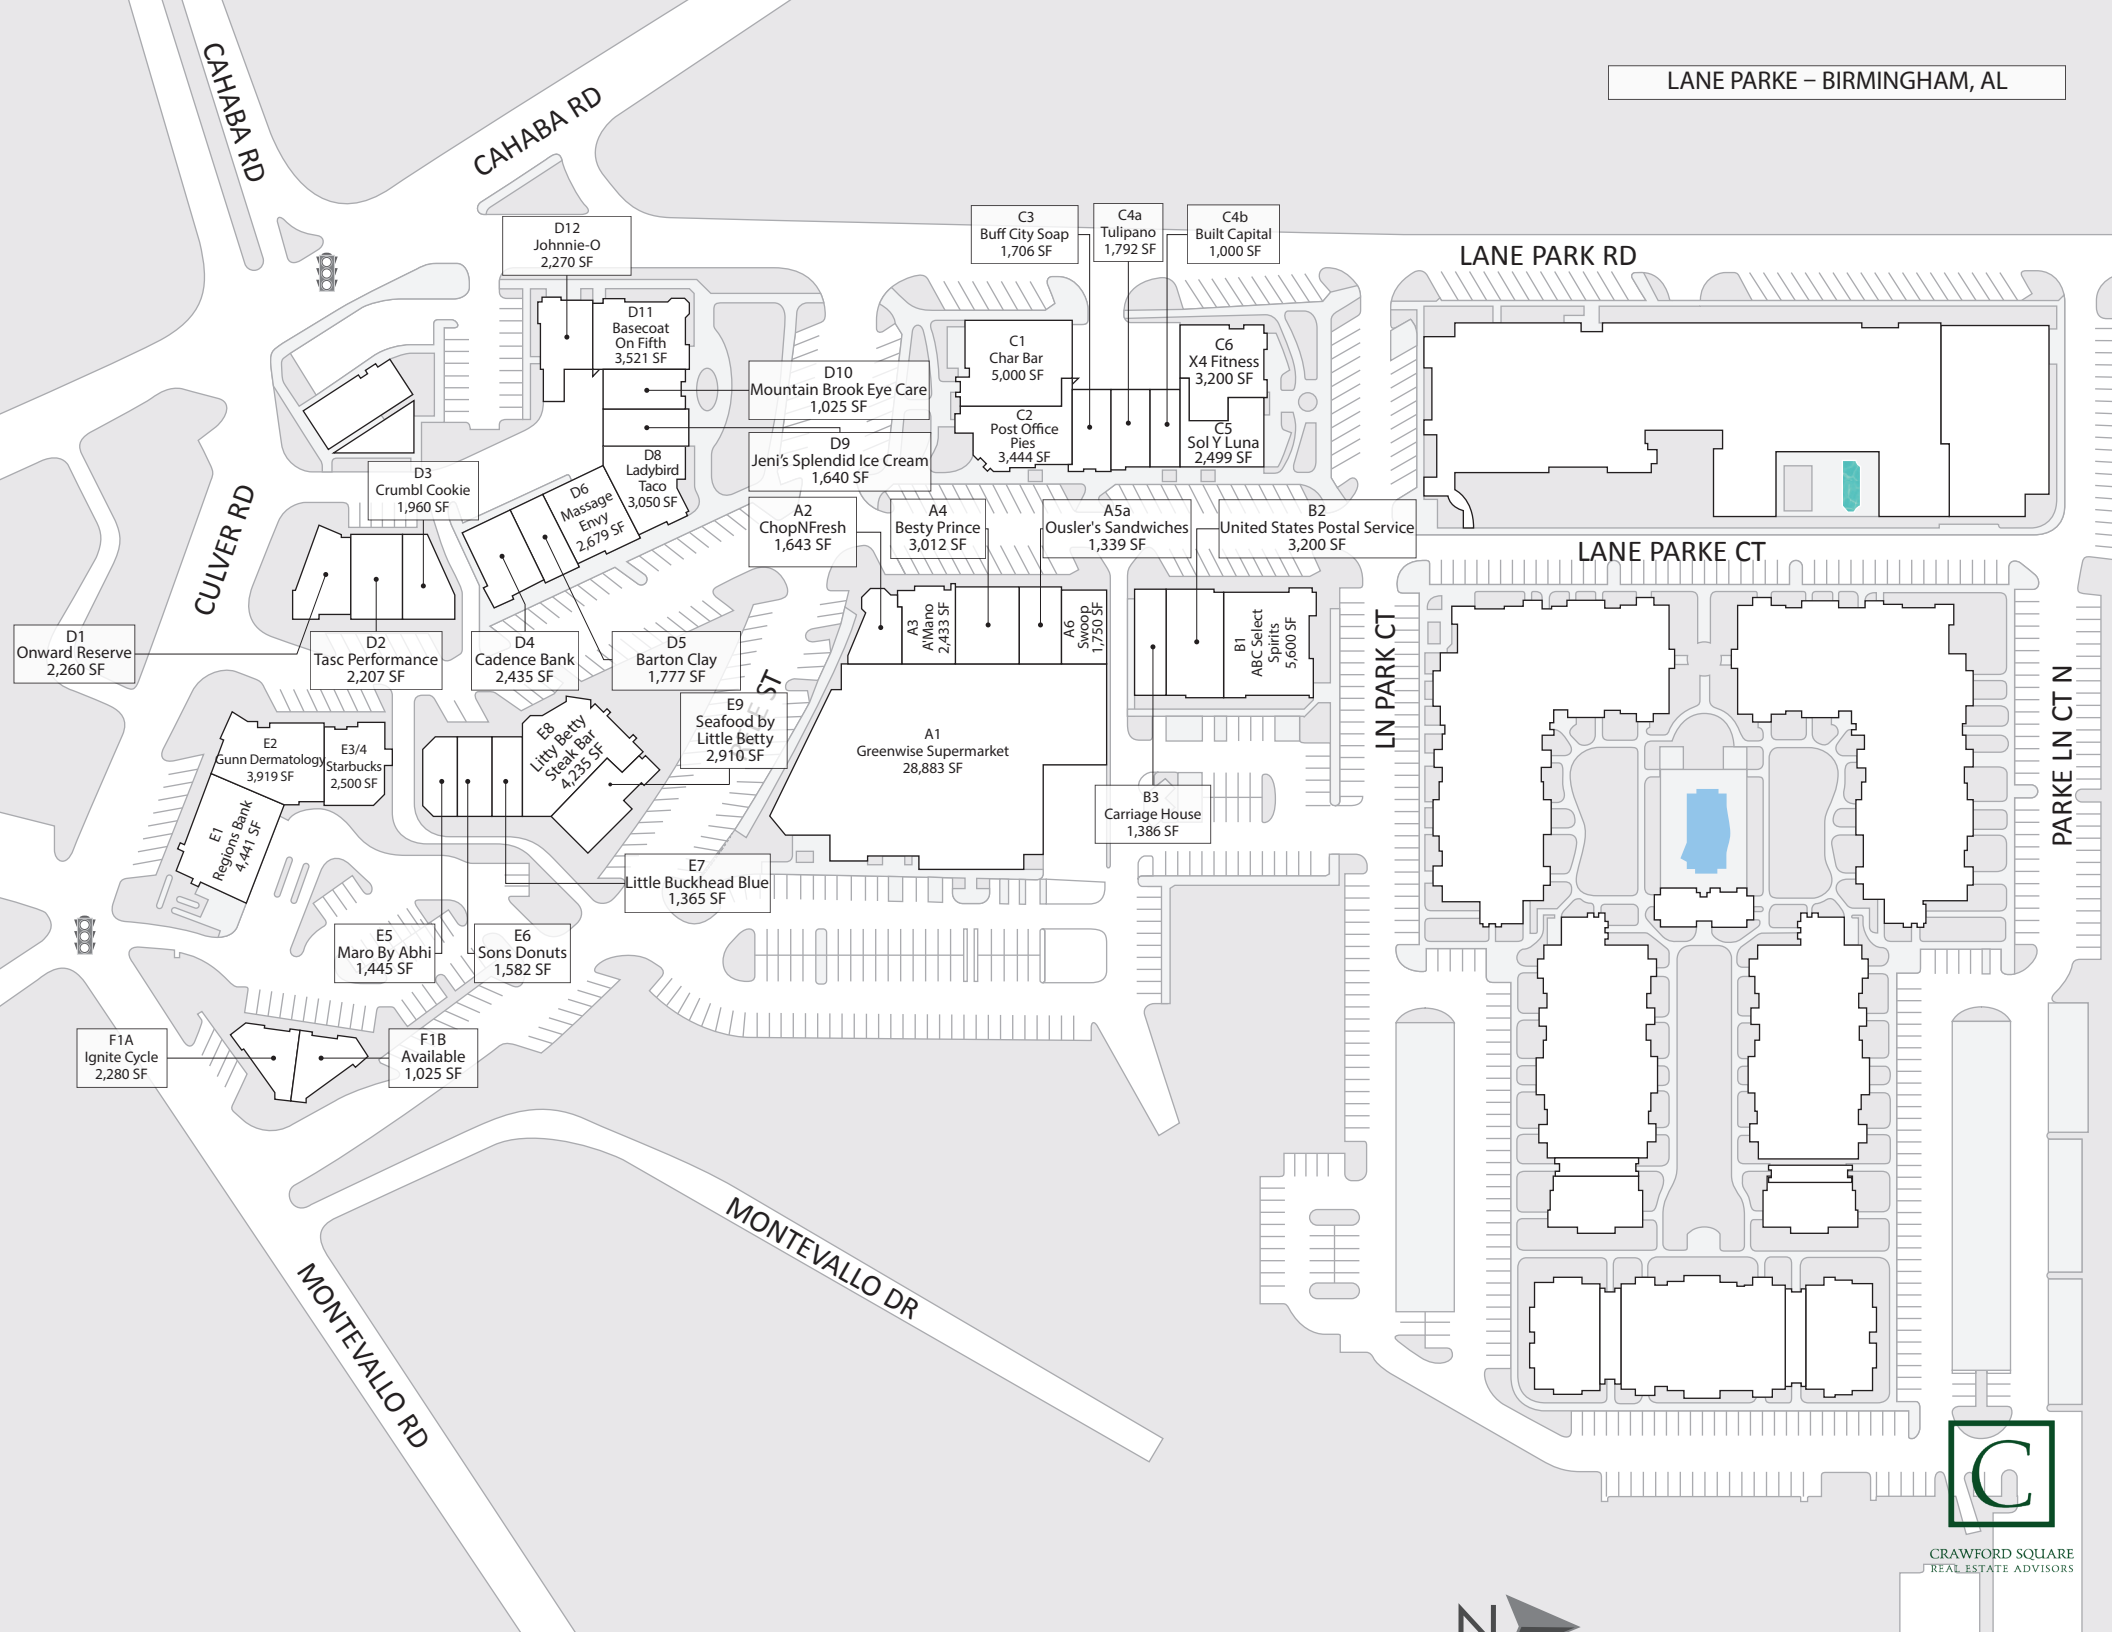 LANE PARKE – BIRMINGHAM, AL
CAHABA RD
CAHABA RD
LANE PARK RD
D12
Johnnie-O
2,270 SF
C3
Buff City Soap
1,706 SF
C4a
Tulipano
1,792 SF
C4b
Built Capital
1,000 SF
D11
Basecoat
On Fifth
3,521 SF
C1
Char Bar
5,000 SF
C6
X4 Fitness
3,200 SF
D10
Mountain Brook Eye Care
1,025 SF
C2
Post Office
Pies
3,444 SF
C5
Sol Y Luna
2,499 SF
D9
Jeni's Splendid Ice Cream
1,640 SF
D8
Ladybird
Taco
3,050 SF
D3
Crumbl Cookie
1,960 SF
D6
Massage
Envy
2,679 SF
CULVER RD
A2
ChopNFresh
1,643 SF
A4
Besty Prince
3,012 SF
A5a
Ousler's Sandwiches
1,339 SF
B2
United States Postal Service
3,200 SF
LANE PARKE CT
A3
A'Mano
2,433 SF
A6
Swoop
1,750 SF
B1
ABC Select
Spirits
5,600 SF
LN PARK CT
PARKE LN CT N
D1
Onward Reserve
2,260 SF
D2
Tasc Performance
2,207 SF
D4
Cadence Bank
2,435 SF
D5
Barton Clay
1,777 SF
ST
E9
Seafood by
Little Betty
2,910 SF
E8
Litty Betty
Steak Bar
4,235 SF
E2
Gunn Dermatology
3,919 SF
E3/4
Starbucks
2,500 SF
A1
Greenwise Supermarket
28,883 SF
B3
Carriage House
1,386 SF
E1
Regions Bank
4,441 SF
E7
Little Buckhead Blue
1,365 SF
E5
Maro By Abhi
1,445 SF
E6
Sons Donuts
1,582 SF
F1A
Ignite Cycle
2,280 SF
F1B
Available
1,025 SF
MONTEVALLO DR
MONTEVALLO RD
C
CRAWFORD SQUARE
REAL ESTATE ADVISORS
N